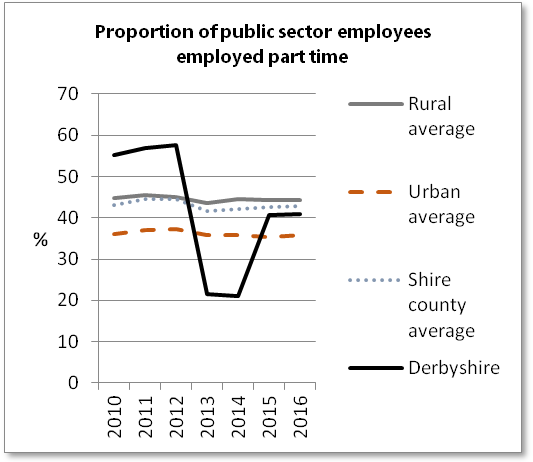 Proportion of public sector employees
employed part time
70
60
50
40
30
20
10
0
%
2010
2011
2012
2013
2014
2015
2016
Rural
average
Urban
average
Shire
county
average
Derbyshire